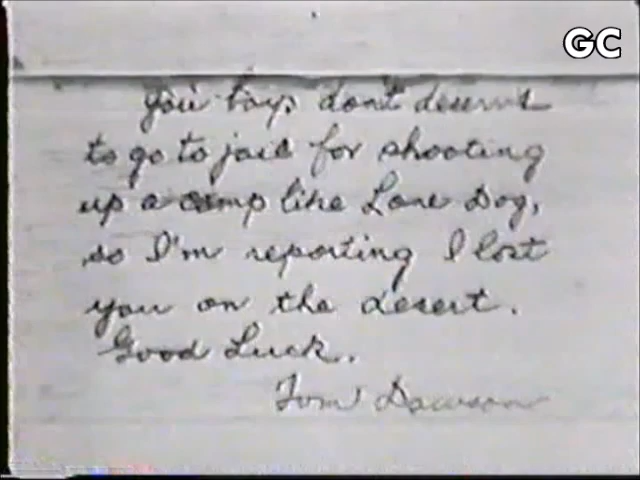 GC
you boys don't deserve
to go to jail for shooting
up a camp like Lone Dog,
so I'm reporting I lost
you on the desert.
Good Luck.
Tom Dawson